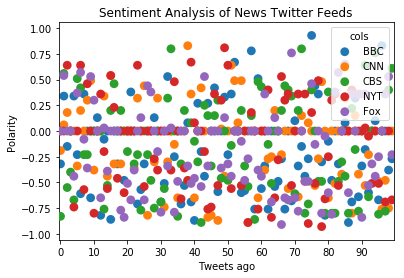 Sentiment Analysis of News Twitter Feeds
cols
BBC
CNN
CBS
NYT
Fox
1.00
0.75
0.50
0.25
0.00
−0.25
−0.50
−0.75
−1.00
Polarity
0 10 20 30 40 50 60 70 80 90
Tweets ago